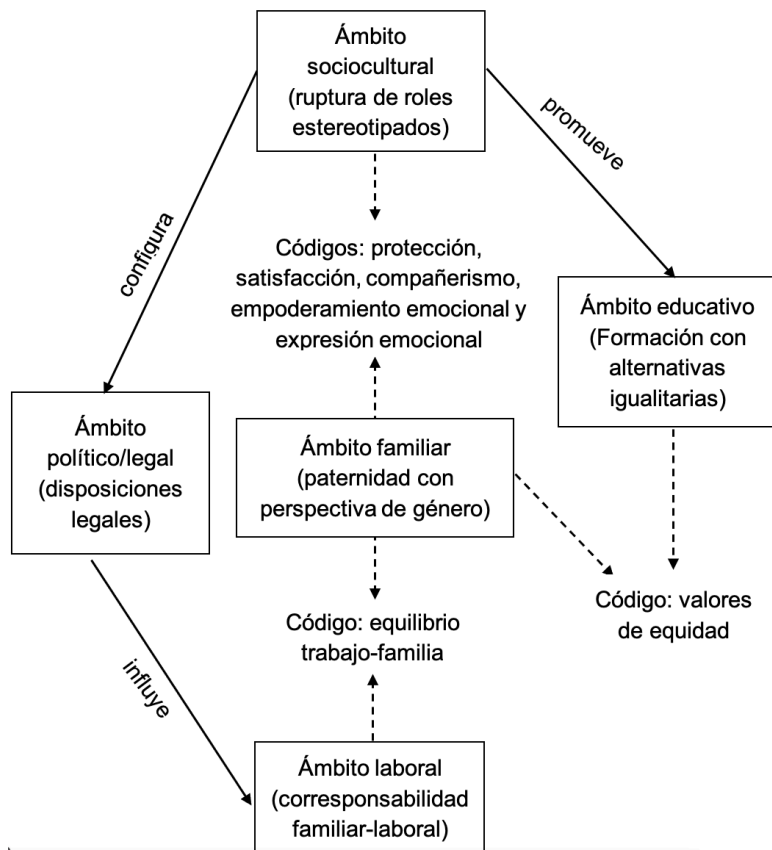 Ámbito
sociocultural
(ruptura de roles
estereotipados)
promueve
configura
Códigos: protección,
satisfacción, compañerismo,
empoderamiento emocional y
expresión emocional
Ámbito educativo
(Formación con
alternativas
igualitarias)
Ámbito
político/legal
(disposiciones
legales)
Ámbito familiar
(paternidad con
perspectiva de género)
Código: valores
de equidad
Código: equilibrio
trabajo-familia
influye
Ámbito laboral
(corresponsabilidad
familiar-laboral)